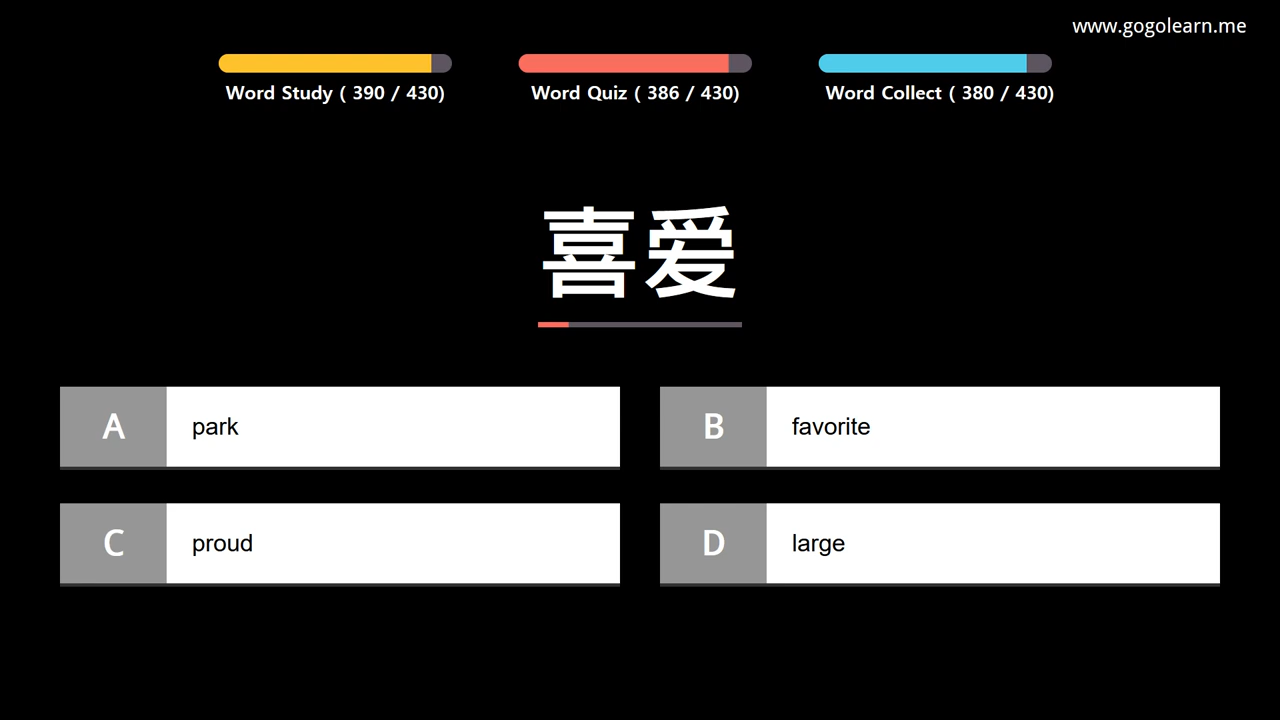 www.gogolearn.me
Word Study ( 390 / 430)
Word Quiz ( 386 / 430)
Word Collect ( 380 / 430)
喜爱
A park
B favorite
C proud
D large